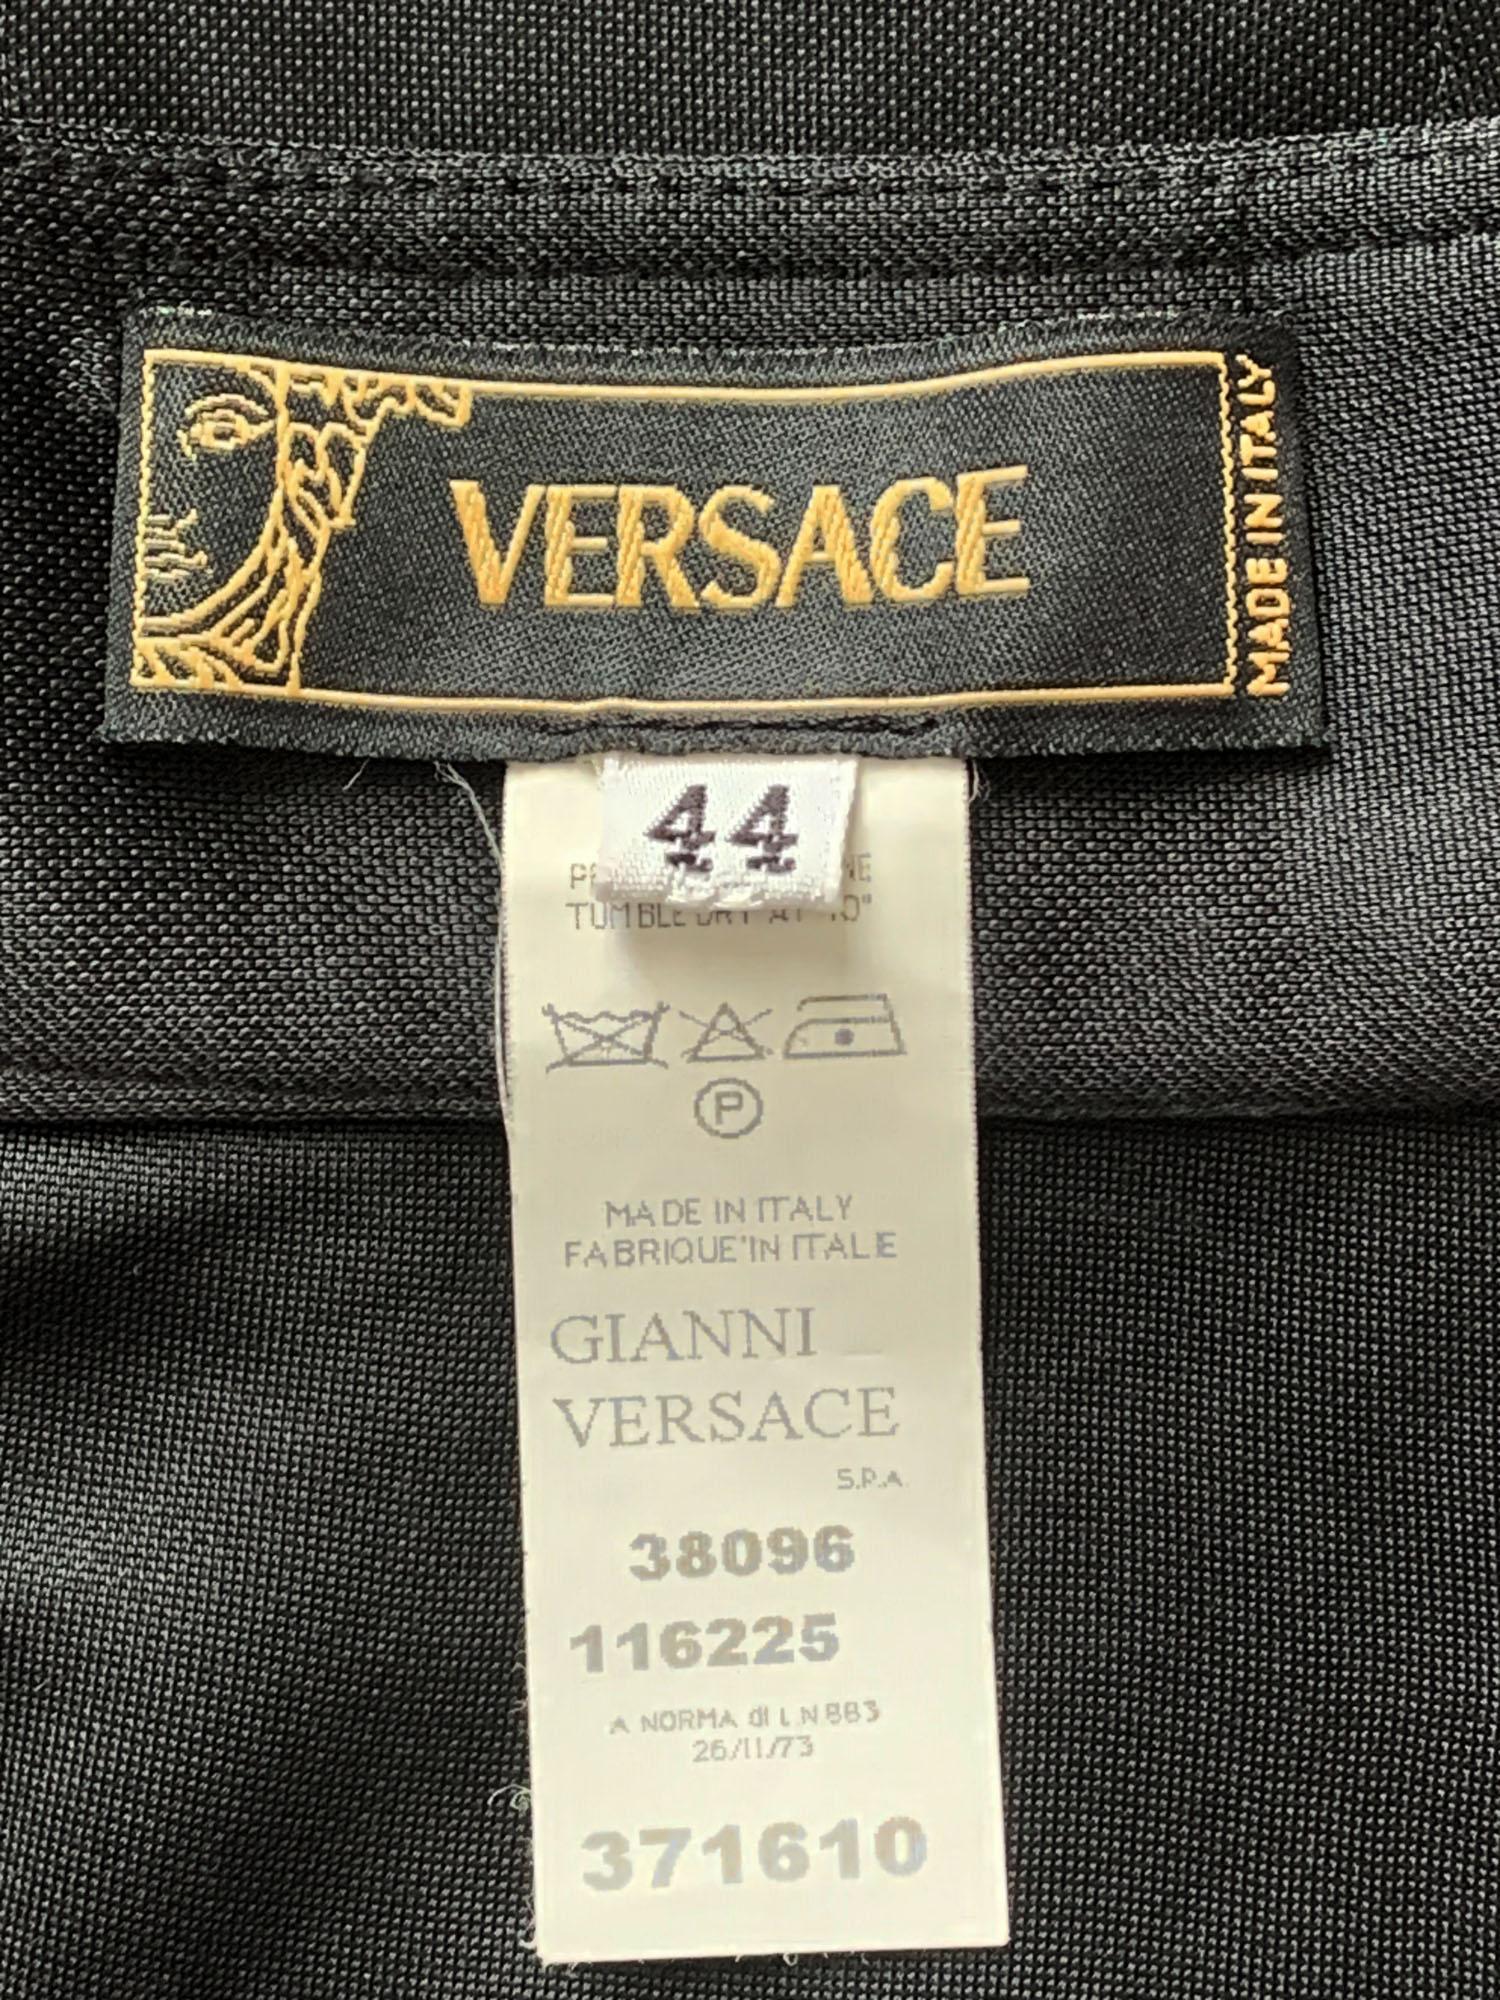 VERSACE
MADE IN ITALY
44
TUMBLE DRY AT
P
MADE IN ITALY
FABRIQUE'IN ITALIE
GIANNI
VERSACE
S.P.A.
38096
116225
A NORMA di L N 883
26/11/73
371610